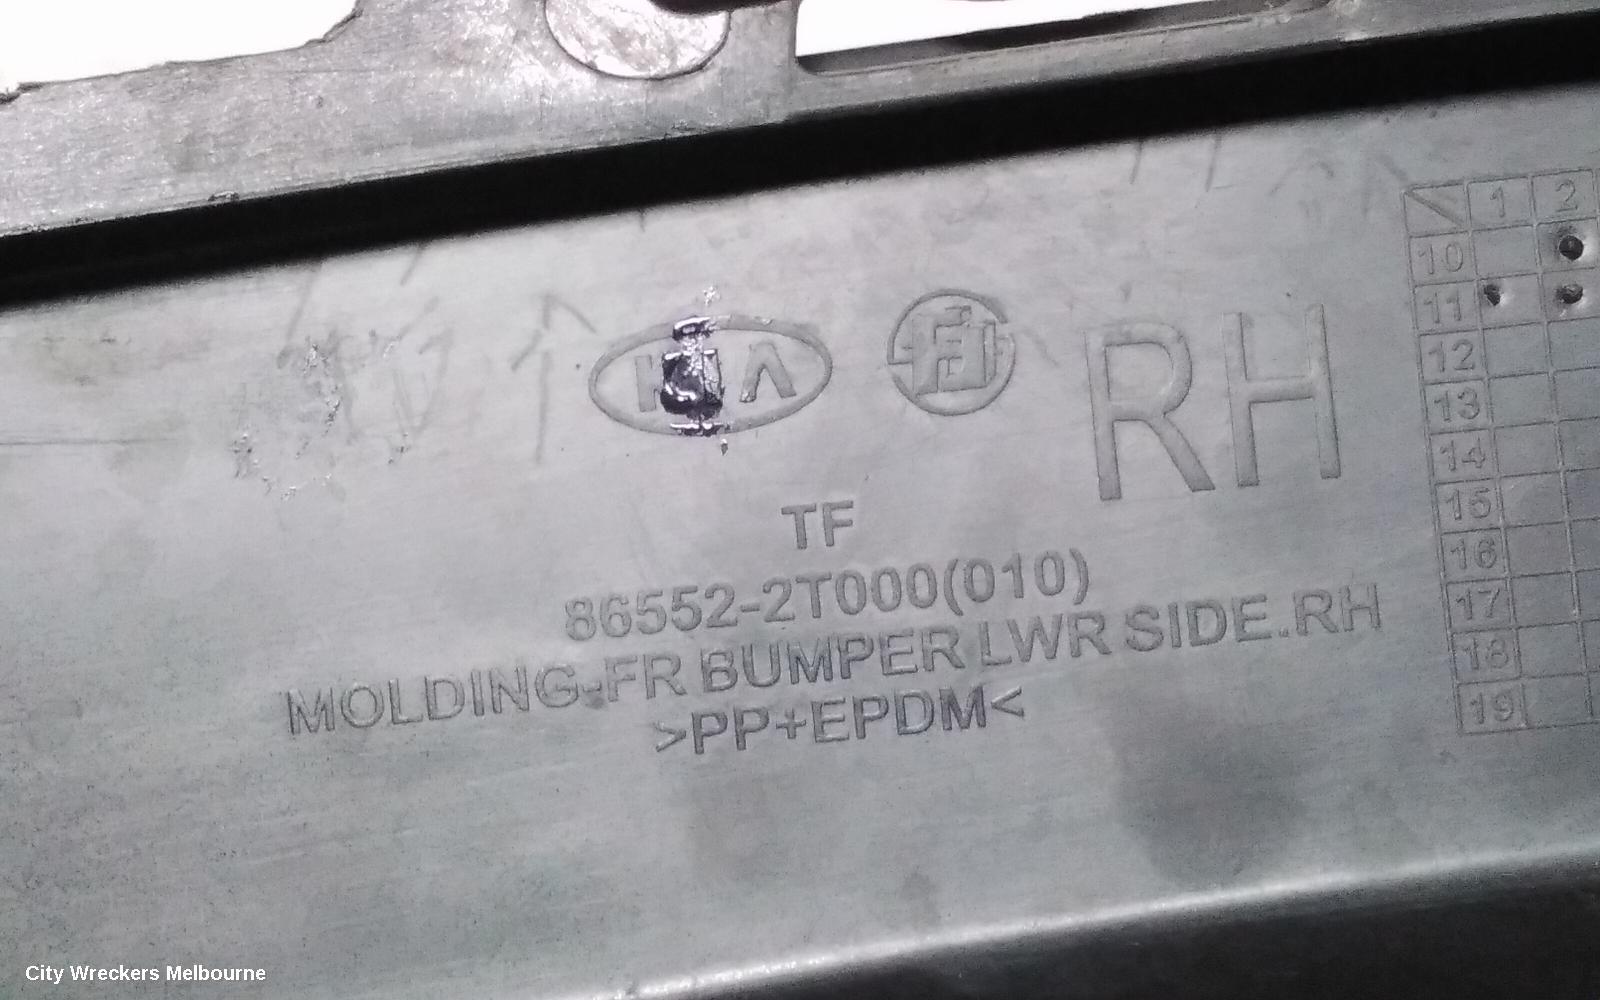 KIA
RH
TF
86552-2T000(010)
MOLDING-FR BUMPER LWR SIDE.RH
>PP+EPDM<
1 2
10
11
12
13
14
15
16
17
18
19
City Wreckers Melbourne